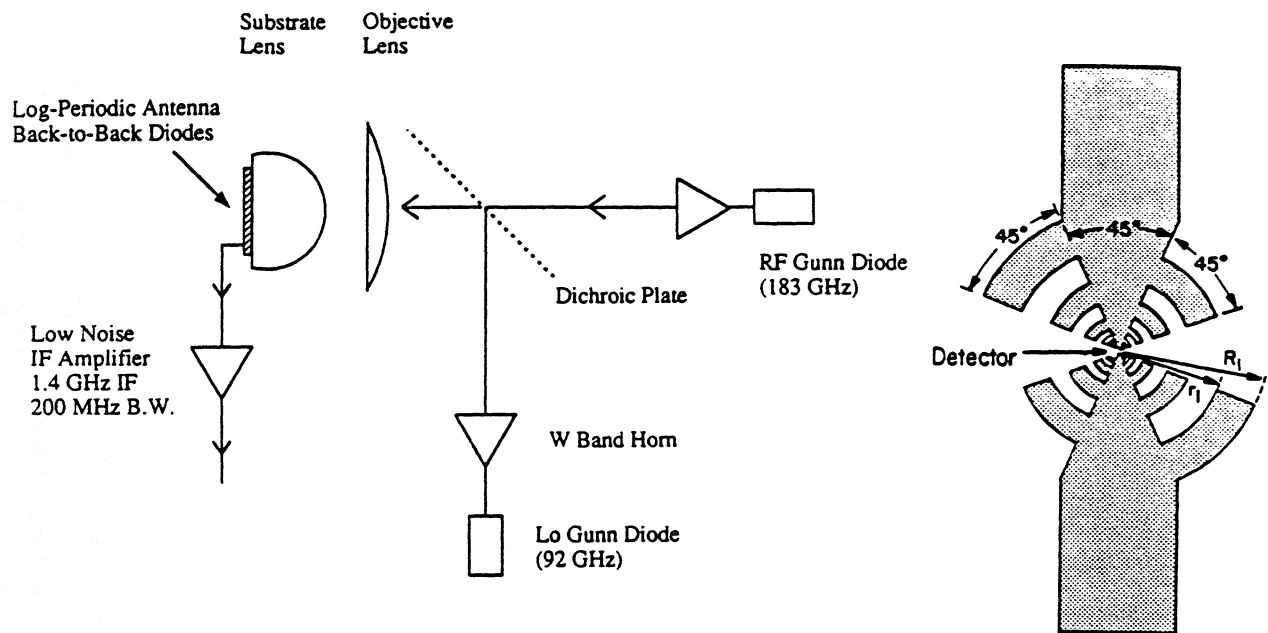 Substrate
Lens
Objective
Lens
Log-Periodic Antenna
Back-to-Back Diodes
RF Gunn Diode
(183 GHz)
Dichroic Plate
Low Noise
IF Amplifier
1.4 GHz IF
200 MHz B.W.
W Band Horn
Lo Gunn Diode
(92 GHz)
45°
45°
45°
Detector
R₁
r₁